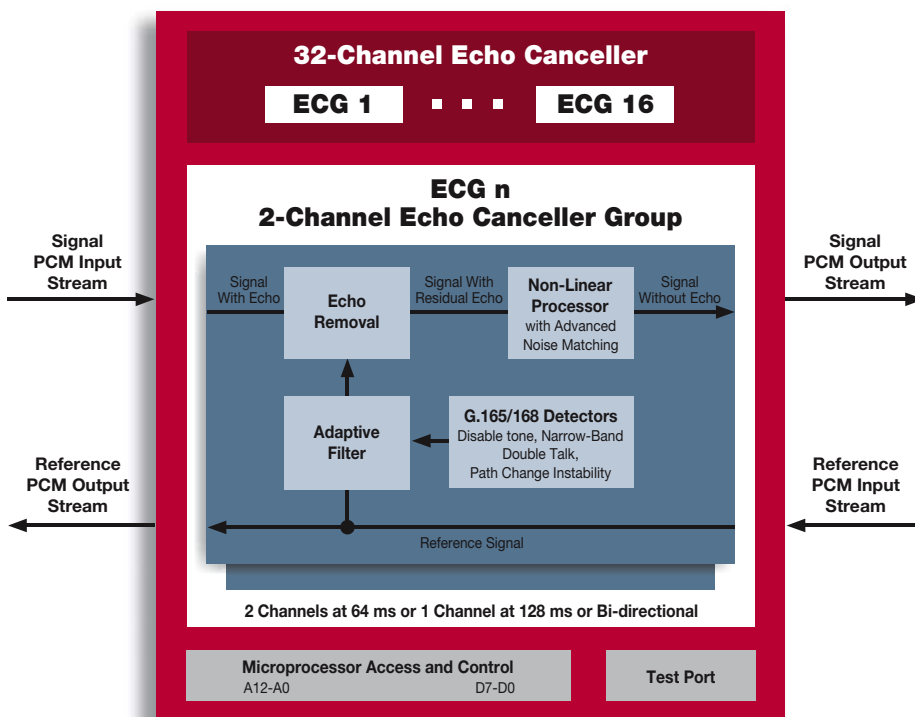 32-Channel Echo Canceller
ECG 1
ECG 16
ECG n
2-Channel Echo Canceller Group
Signal
PCM Input
Stream
Signal
PCM Output
Stream
Signal
With Echo
Echo
Removal
Signal With
Residual Echo
Non-Linear
Processor
with Advanced
Noise Matching
Signal
Without Echo
Adaptive
Filter
G.165/168 Detectors
Disable tone, Narrow-Band
Double Talk,
Path Change Instability
Reference
PCM Output
Stream
Reference
PCM Input
Stream
Reference Signal
2 Channels at 64 ms or 1 Channel at 128 ms or Bi-directional
Microprocessor Access and Control
A12-A0
D7-D0
Test Port